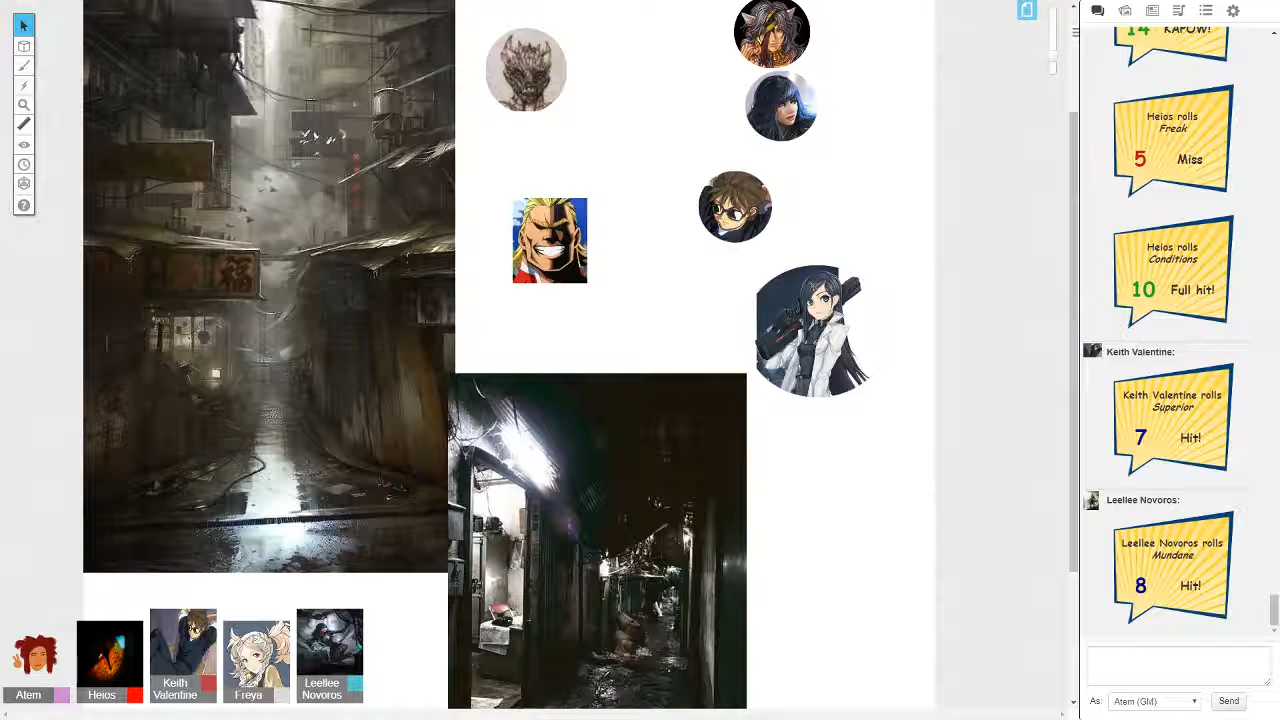 14 KAPOW!
Heios rolls
Freak
5 Miss
Heios rolls
Conditions
10 Full hit!
Keith Valentine:
Keith Valentine rolls
Superior
7 Hit!
Leellee Novoros:
Leellee Novoros rolls
Mundane
8 Hit!
福
Atem
Heios
Keith
Valentine
Freya
Leellee
Novoros
As: Atem (GM) Send